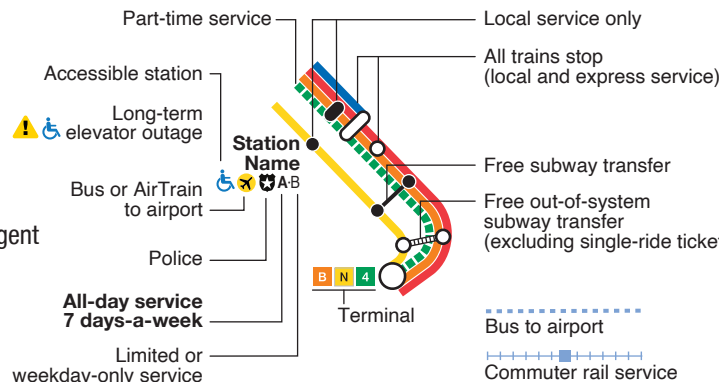 Part-time service
Local service only
All trains stop
(local and express service)
Accessible station
Long-term
elevator outage
Station
Name
A·B
Bus or AirTrain
to airport
Free subway transfer
Free out-of-system
subway transfer
(excluding single-ride ticket
gent
Police
All-day service
7 days-a-week
B N 4
Terminal
Limited or
weekday-only service
Bus to airport
Commuter rail service